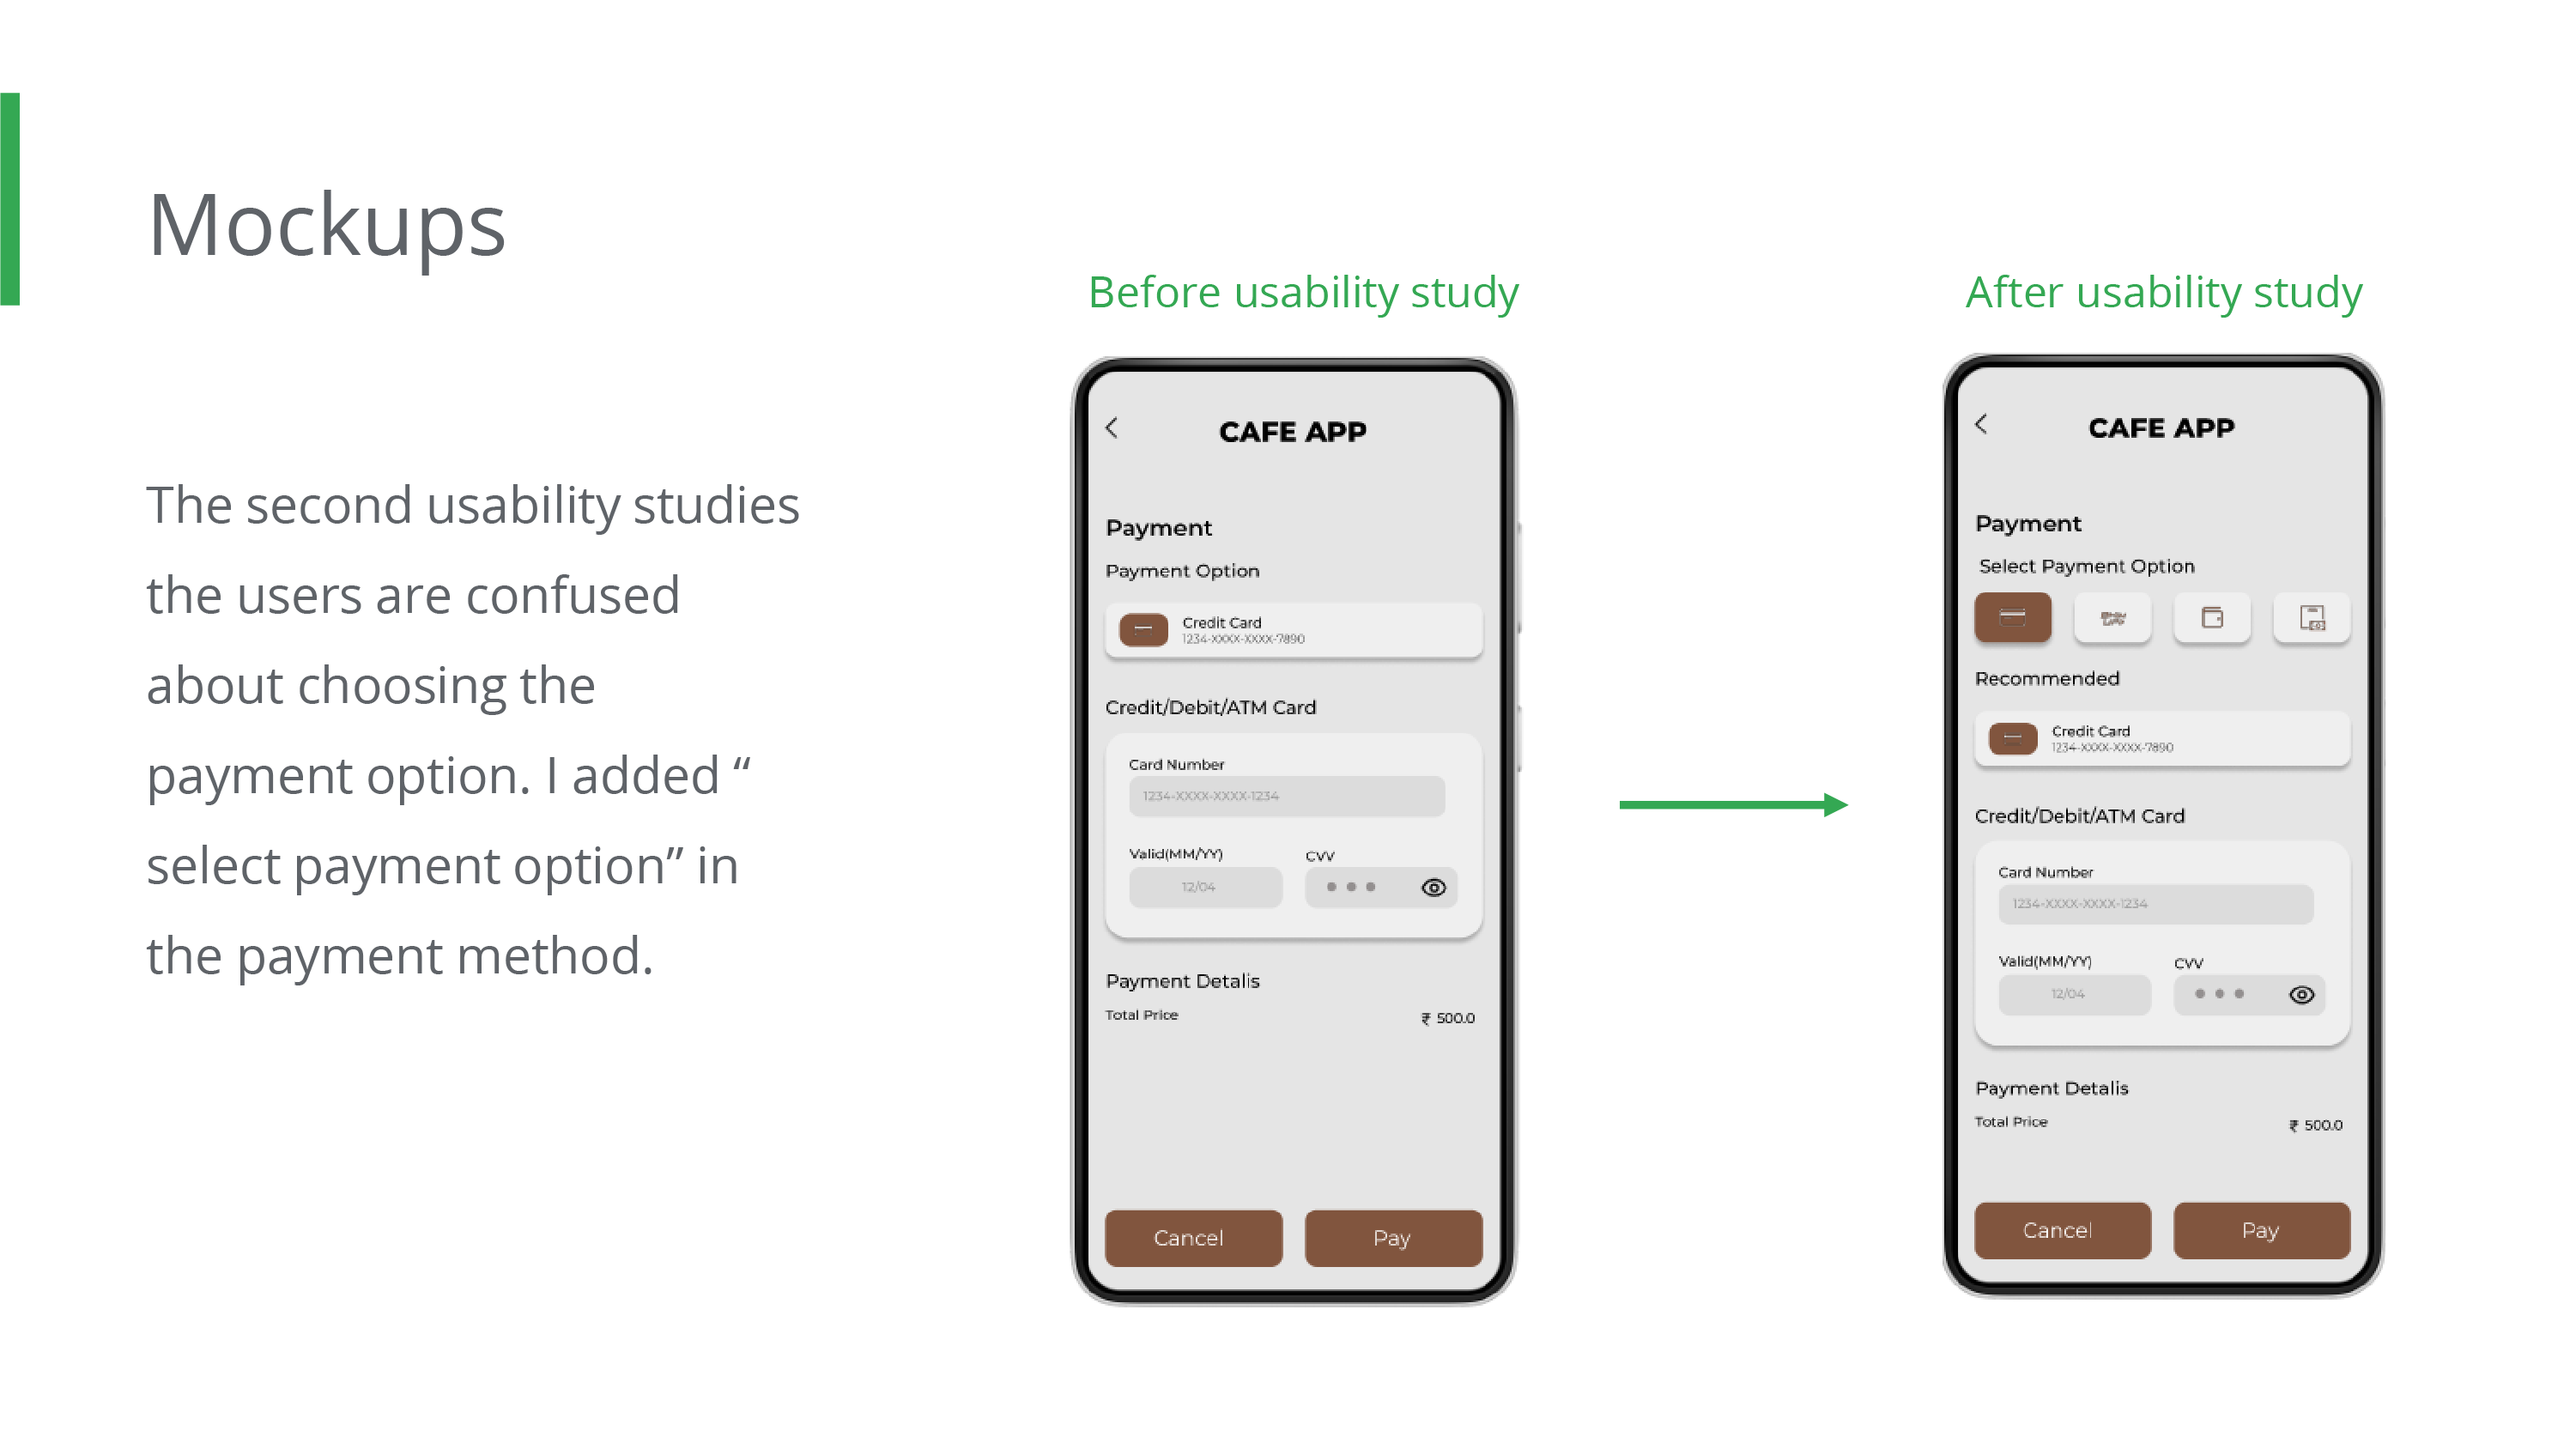 Mockups
The second usability studies
the users are confused
about choosing the
payment option. I added “
select payment option” in
the payment method.
Before usability study
CAFE APP
Payment
Payment Option
Credit Card
1234-XXXX-XXXX-7890
Credit/Debit/ATM Card
Card Number
1234-XXXX-XXXX-1234
Valid(MM/YY) CVV
12/04
Payment Detalis
Total Price ₹ 500.0
Cancel Pay
After usability study
CAFE APP
Payment
Select Payment Option
Recommended
Credit Card
1234-XXXX-XXXX-7890
Credit/Debit/ATM Card
Card Number
1234-XXXX-XXXX-1234
Valid(MM/YY) CVV
12/04
Payment Detalis
Total Price ₹ 500.0
Cancel Pay